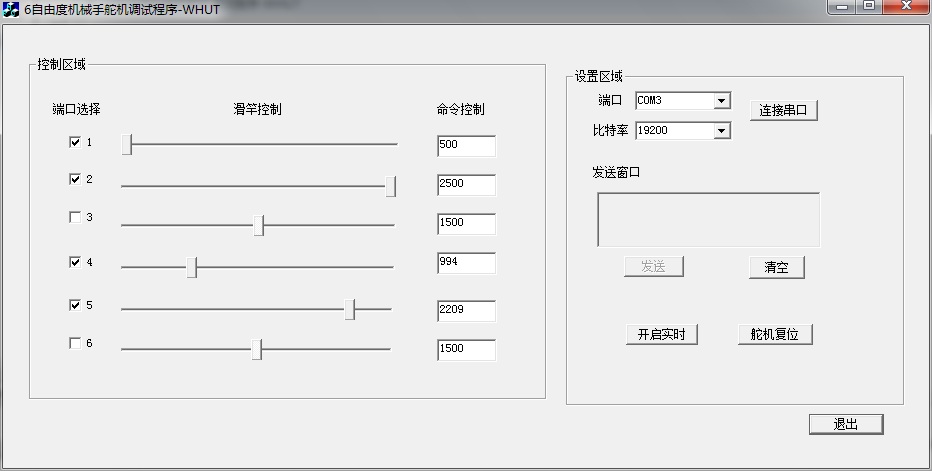 6自由度机械手舵机调试程序-WHUT
控制区域
端口选择 滑竿控制 命令控制
1 500
2 2500
3 1500
4 994
5 2209
6 1500
设置区域
端口 COM3 连接串口
比特率 19200
发送窗口
发送 清空
开启实时 舵机复位
退出